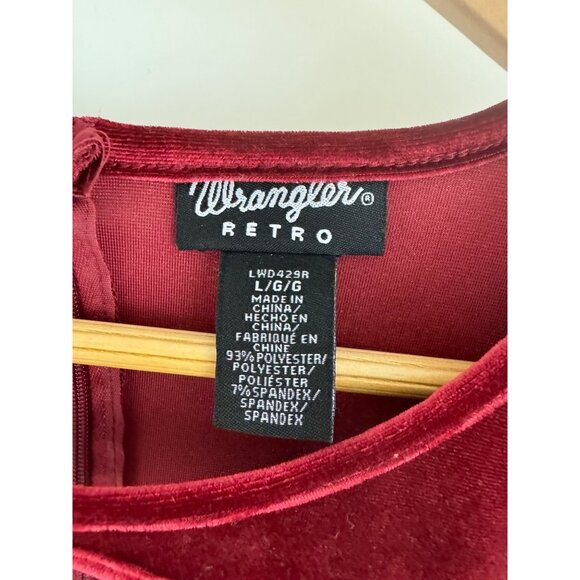 Wrangler®
RETRO
LWD429R
L/G/G
MADE IN
CHINA/
HECHO EN
CHINA/
FABRIQUÉ EN
CHINE
93% POLYESTER/
POLYESTER/
POLIÉSTER
7% SPANDEX/
SPANDEX/
SPANDEX